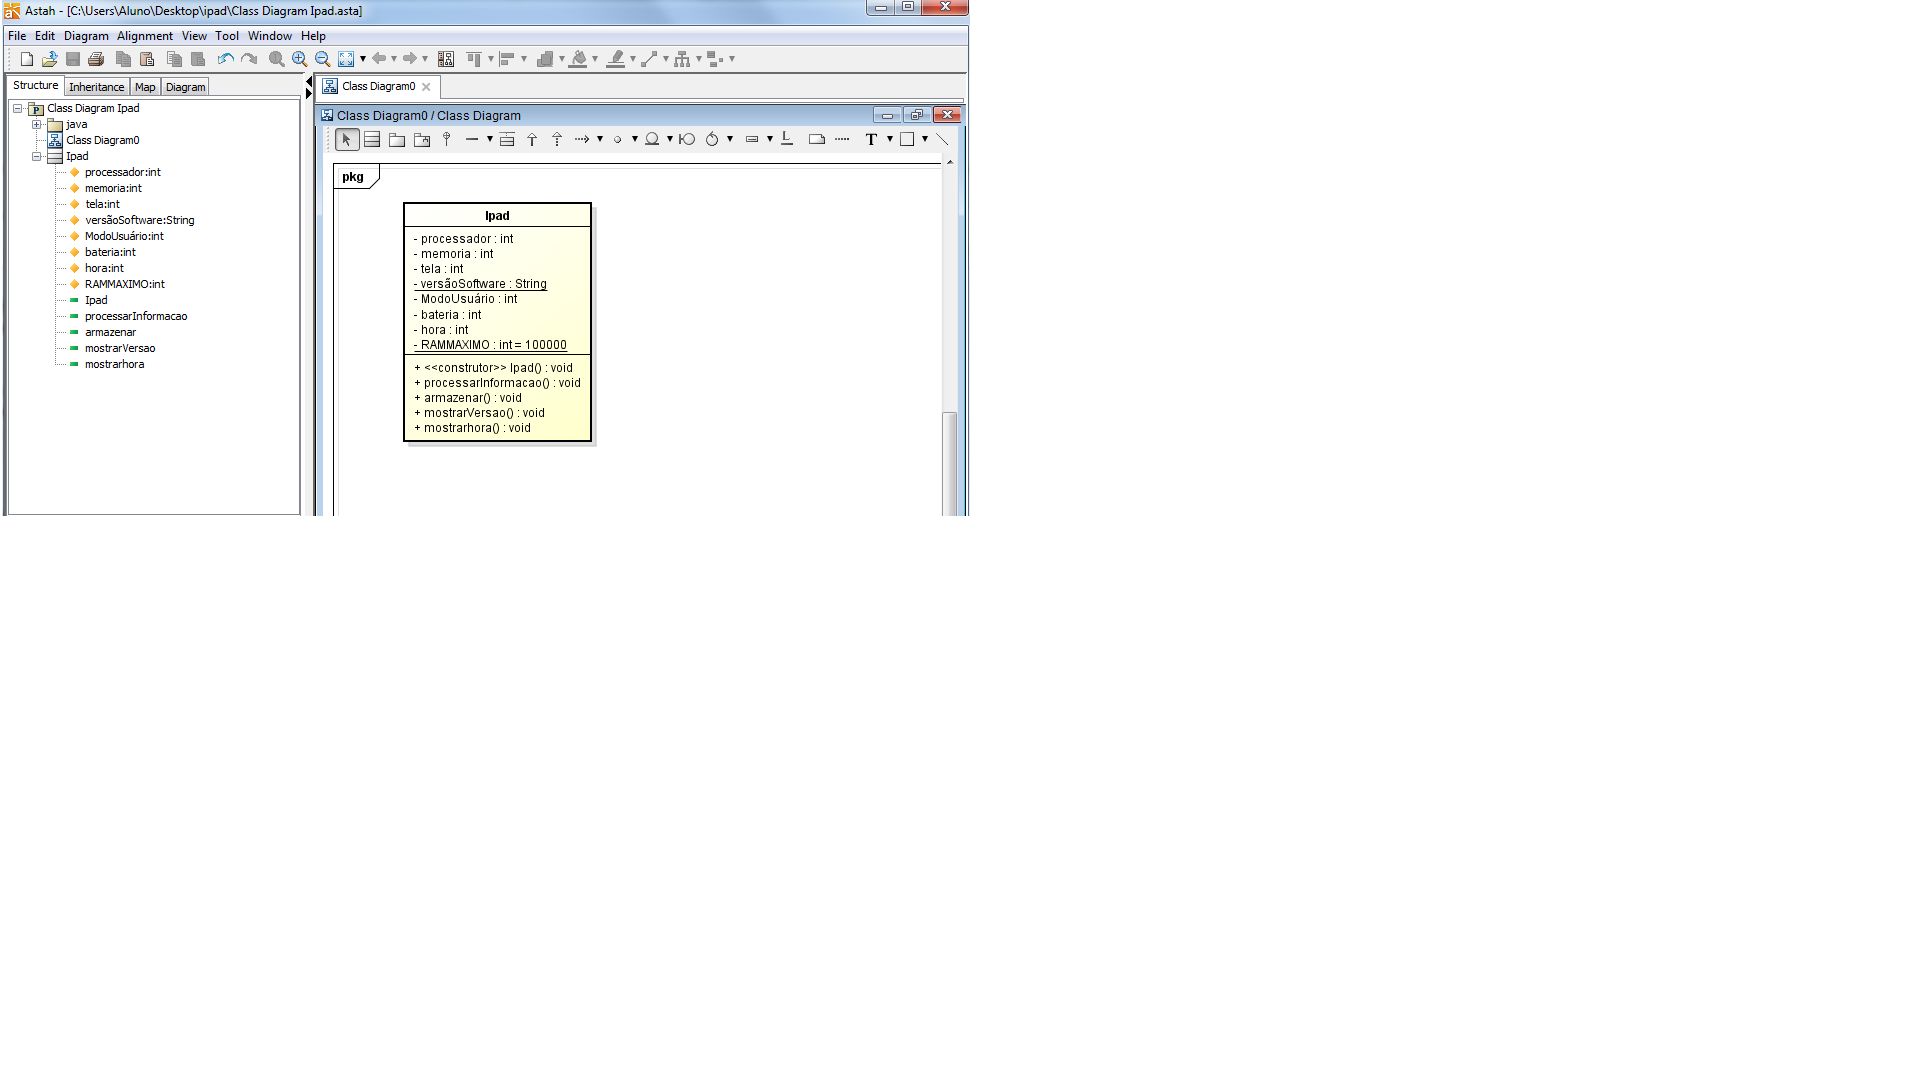 Astah - [C:\Users\Aluno\Desktop\ipad\Class Diagram Ipad.asta]
File Edit Diagram Alignment View Tool Window Help
Structure Inheritance Map Diagram
Class Diagram Ipad
java
Class Diagram0
Ipad
processador:int
memoria:int
tela:int
versãoSoftware:String
ModoUsuário:int
bateria:int
hora:int
RAMMAXIMO:int
Ipad
processarInformacao
armazenar
mostrarVersao
mostrarhora
Class Diagram0
Class Diagram0 / Class Diagram
T
pkg
Ipad
- processador : int
- memoria : int
- tela : int
- versãoSoftware : String
- ModoUsuário : int
- bateria : int
- hora : int
- RAMMAXIMO : int = 100000
+ <<construtor>> Ipad() : void
+ processarInformacao() : void
+ armazenar() : void
+ mostrarVersao() : void
+ mostrarhora() : void